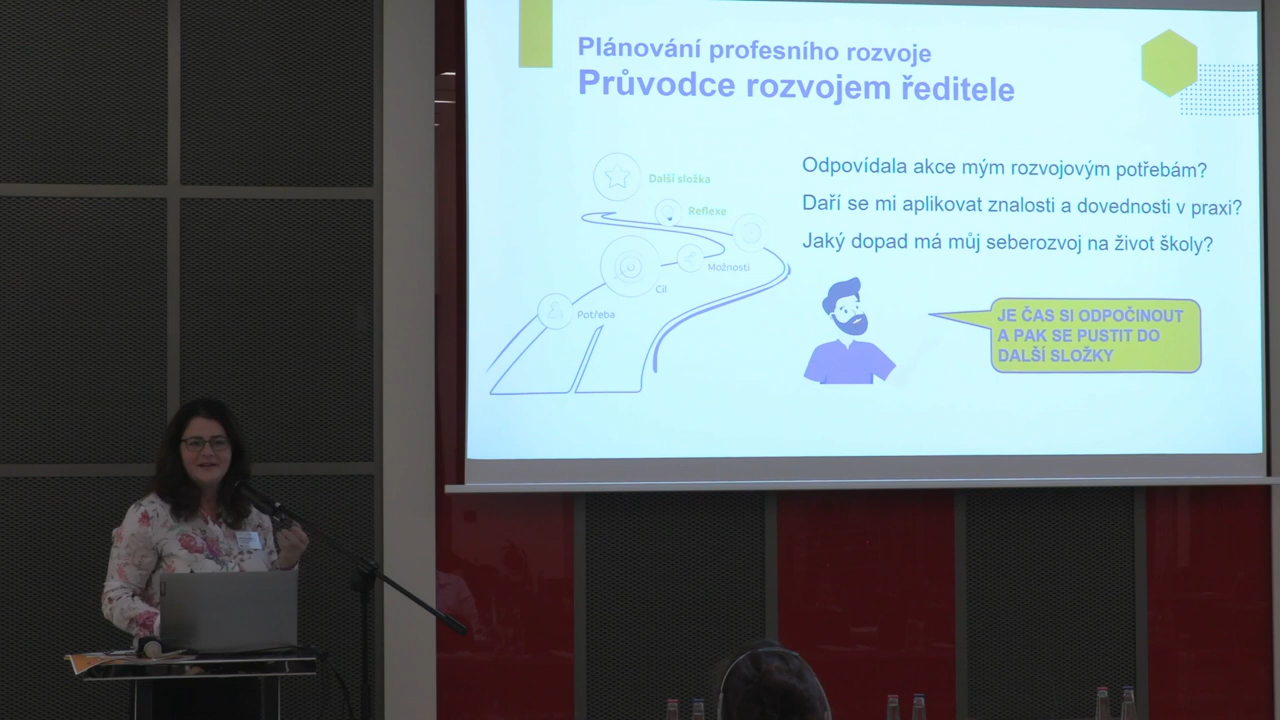 Plánování profesního rozvoje
Průvodce rozvojem ředitele
Další složka
Reflexe
Možnosti
Cíl
Potřeba
Odpovídala akce mým rozvojovým potřebám?
Daří se mi aplikovat znalosti a dovednosti v praxi?
Jaký dopad má můj seberozvoj na život školy?
JE ČAS SI ODPOČINOUT
A PAK SE PUSTIT DO
DALŠÍ SLOŽKY